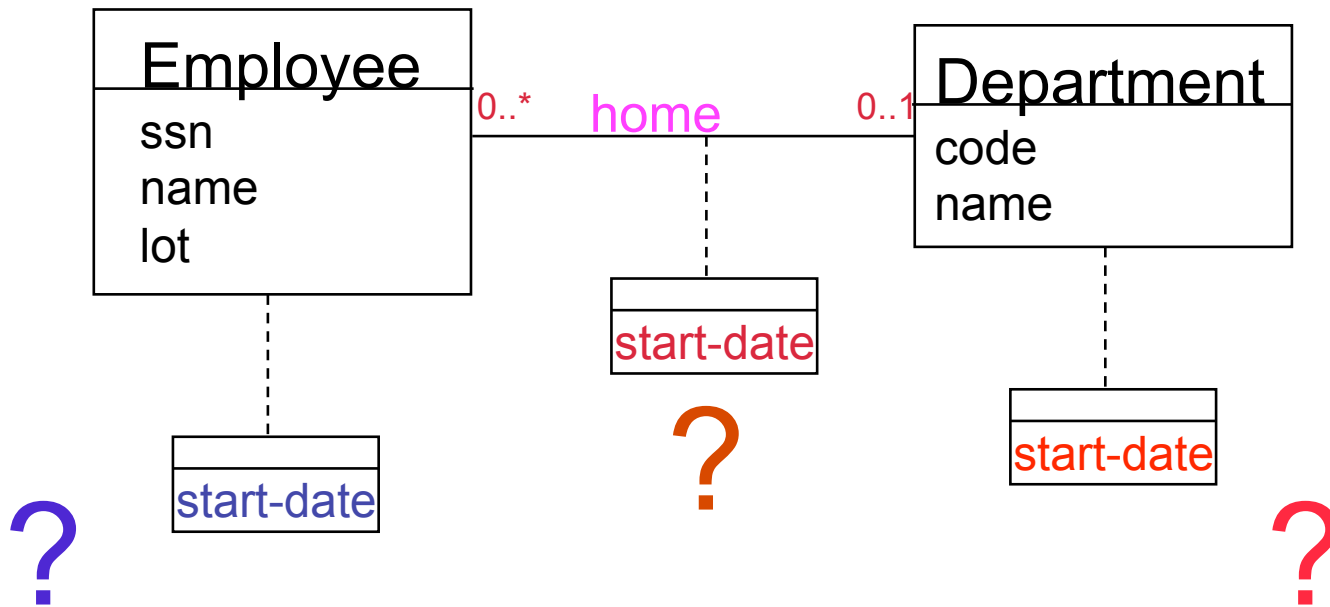 Employee
ssn
name
lot
0..*
home
0..1
Department
code
name
start-date
?
start-date
?
start-date
?